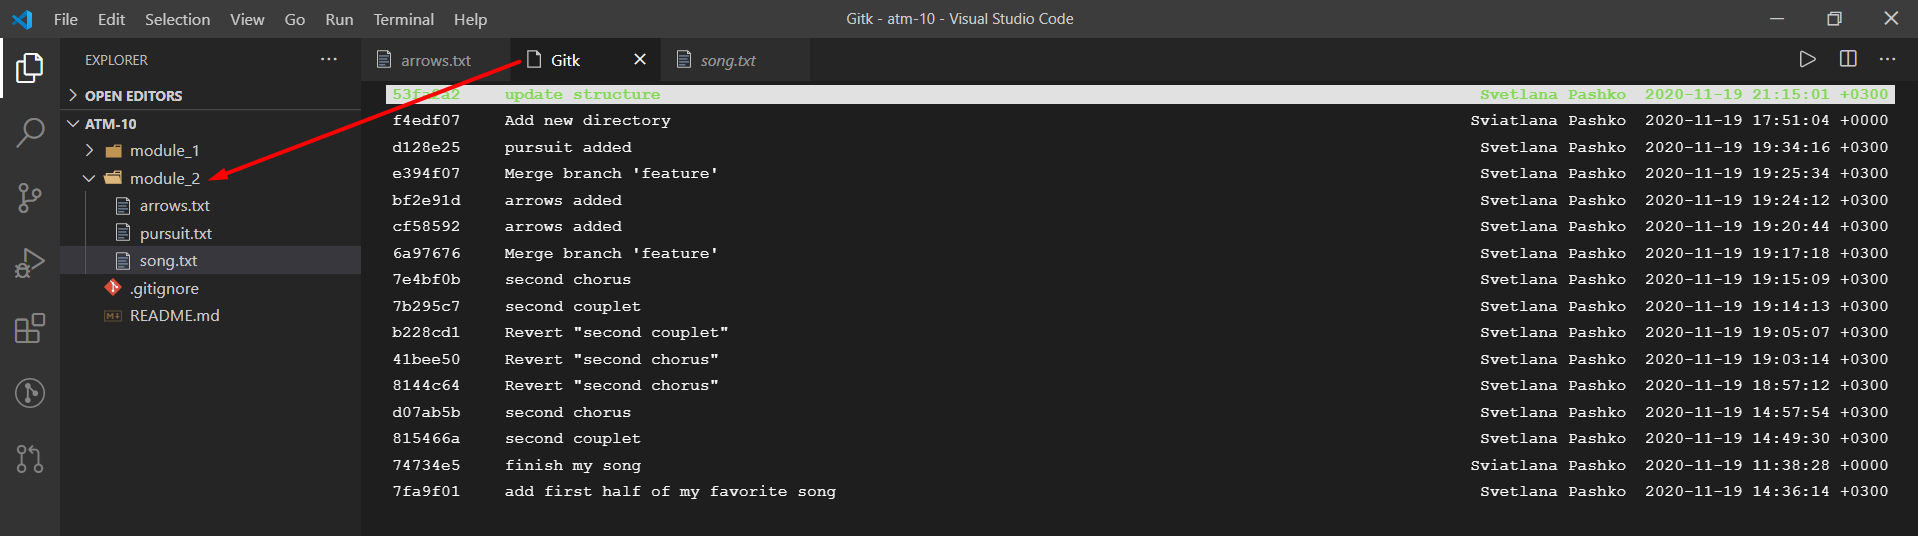 File Edit Selection View Go Run Terminal Help Gitk - atm-10 - Visual Studio Code
EXPLORER
OPEN EDITORS
ATM-10
module_1
module_2
arrows.txt
pursuit.txt
song.txt
.gitignore
README.md
arrows.txt Gitk song.txt
update structure Svetlana Pashko 2020-11-19 21:15:01 +0300
f4edf07 Add new directory Sviatlana Pashko 2020-11-19 17:51:04 +0000
d128e25 pursuit added Svetlana Pashko 2020-11-19 19:34:16 +0300
e394f07 Merge branch 'feature' Svetlana Pashko 2020-11-19 19:25:34 +0300
bf2e91d arrows added Svetlana Pashko 2020-11-19 19:24:12 +0300
cf58592 arrows added Svetlana Pashko 2020-11-19 19:20:44 +0300
6a97676 Merge branch 'feature' Svetlana Pashko 2020-11-19 19:17:18 +0300
7e4bf0b second chorus Svetlana Pashko 2020-11-19 19:15:09 +0300
7b295c7 second couplet Svetlana Pashko 2020-11-19 19:14:13 +0300
b228cd1 Revert "second couplet" Svetlana Pashko 2020-11-19 19:05:07 +0300
41bee50 Revert "second chorus" Svetlana Pashko 2020-11-19 19:03:14 +0300
8144c64 Revert "second chorus" Svetlana Pashko 2020-11-19 18:57:12 +0300
d07ab5b second chorus Svetlana Pashko 2020-11-19 14:57:54 +0300
815466a second couplet Svetlana Pashko 2020-11-19 14:49:30 +0300
74734e5 finish my song Sviatlana Pashko 2020-11-19 11:38:28 +0000
7fa9f01 add first half of my favorite song Svetlana Pashko 2020-11-19 14:36:14 +0300